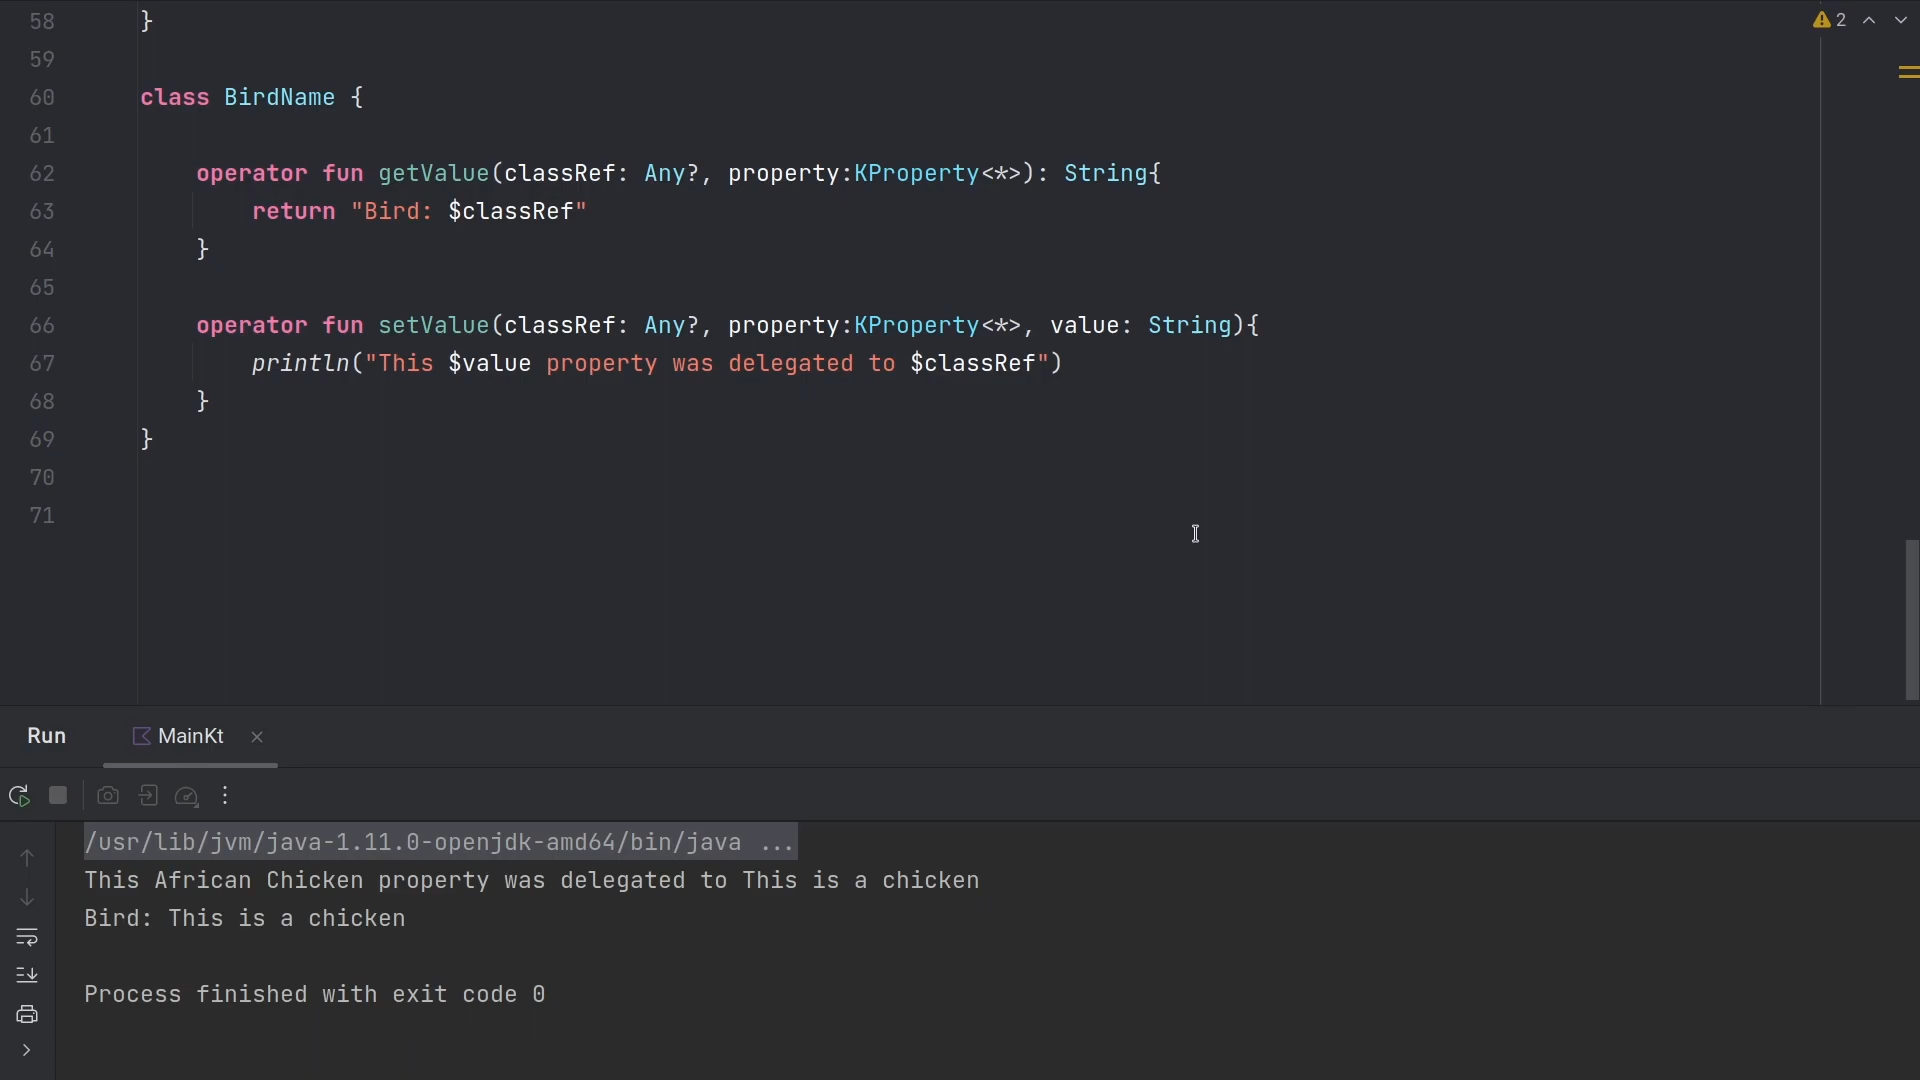 58 }
59
60 class BirdName {
61
62 operator fun getValue(classRef: Any?, property:KProperty<*>): String{
63 return "Bird: $classRef"
64 }
65
66 operator fun setValue(classRef: Any?, property:KProperty<*>, value: String){
67 println("This $value property was delegated to $classRef")
68 }
69 }
70
71
2
Run MainKt
/usr/lib/jvm/java-1.11.0-openjdk-amd64/bin/java ...
This African Chicken property was delegated to This is a chicken
Bird: This is a chicken
Process finished with exit code 0